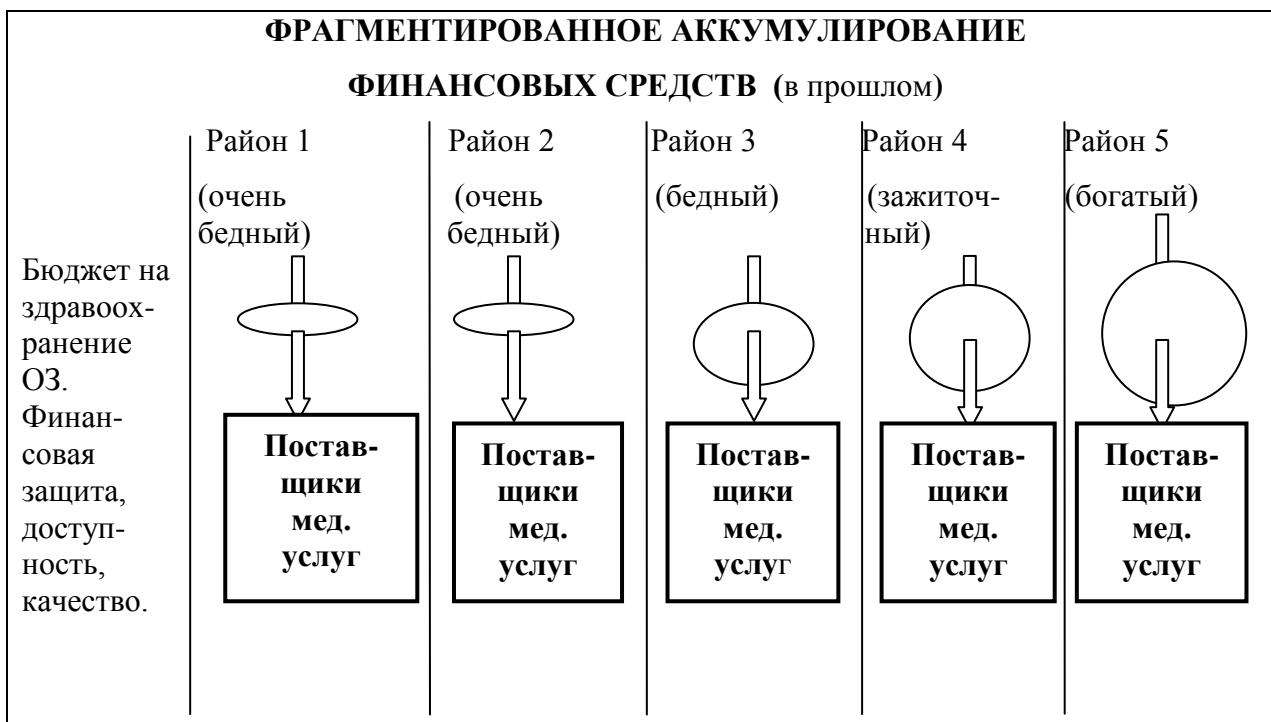 ФРАГМЕНТИРОВАННОЕ АККУМУЛИРОВАНИЕ
ФИНАНСОВЫХ СРЕДСТВ (в прошлом)
Район 1
(очень
бедный)
Район 2
(очень
бедный)
Район 3
(бедный)
Район 4
(зажиточ-
ный)
Район 5
(богатый)
Бюджет на
здравоох-
ранение
ОЗ.
Финан-
совая
защита,
доступ-
ность,
качество.
Постав-
щики
мед.
услуг
Постав-
щики
мед.
услуг
Постав-
щики
мед.
услуг
Постав-
щики
мед.
услуг
Постав-
щики
мед.
услуг